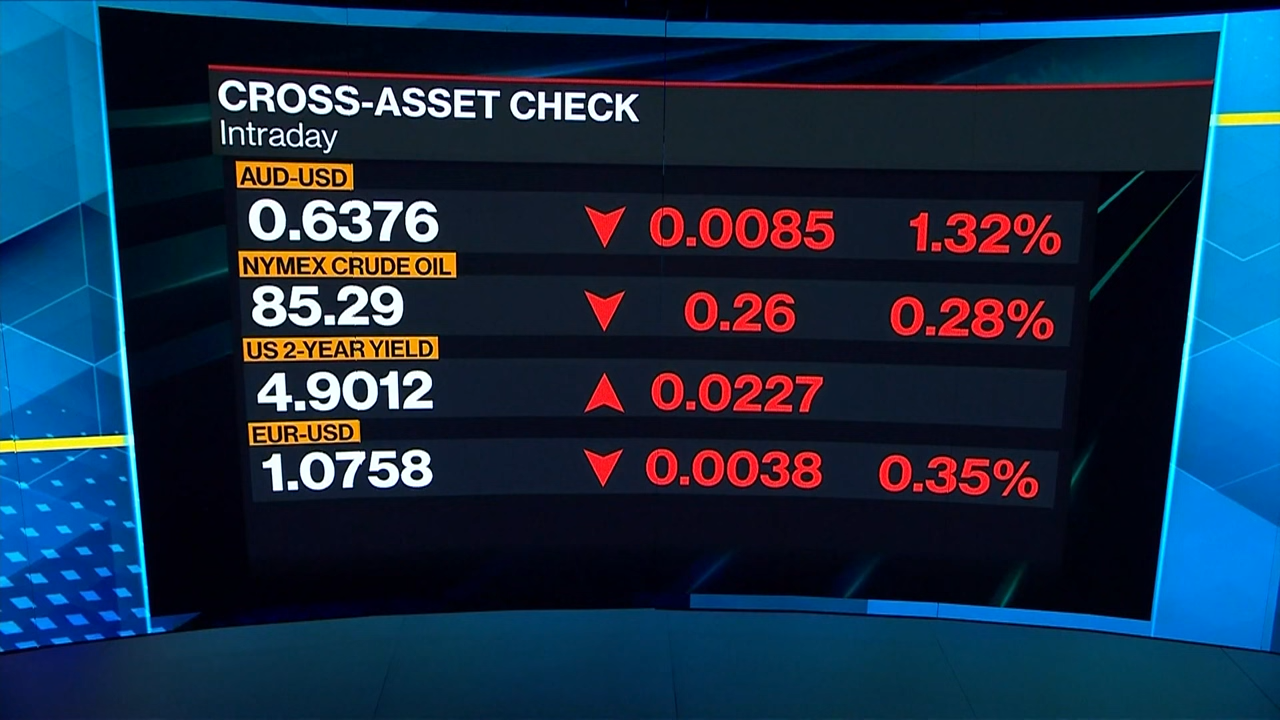 CROSS-ASSET CHECK
Intraday
AUD-USD
0.6376 ▼ 0.0085 1.32%
NYMEX CRUDE OIL
85.29 ▼ 0.26 0.28%
US 2-YEAR YIELD
4.9012 ▲ 0.0227
EUR-USD
1.0758 ▼ 0.0038 0.35%